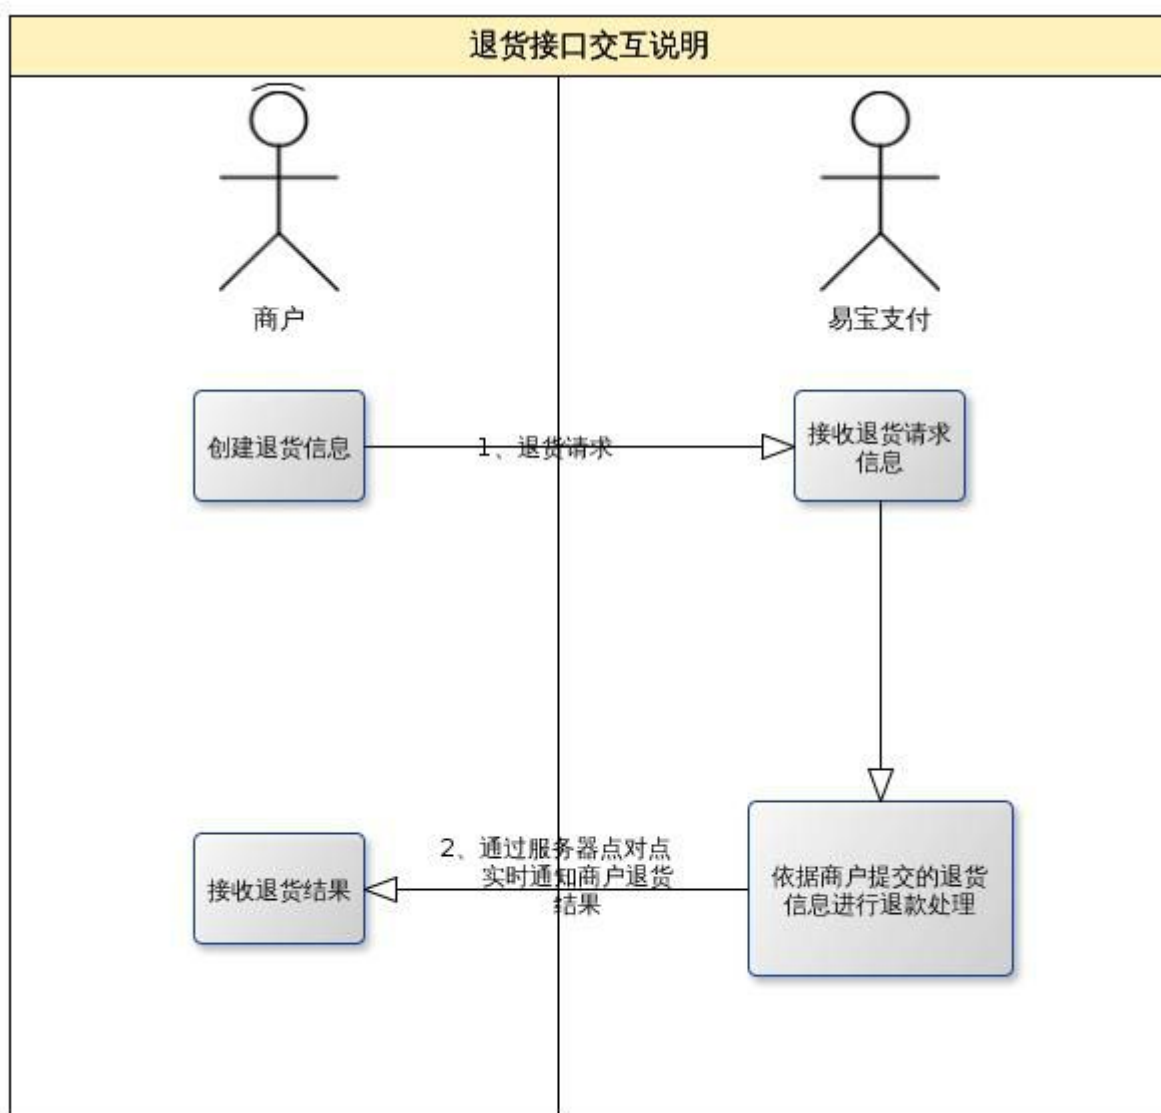 退货接口交互说明
商户
易宝支付
创建退货信息
1、退货请求
接收退货请求
信息
接收退货结果
2、通过服务器点对点
实时通知商户退货
结果
依据商户提交的退货
信息进行退款处理